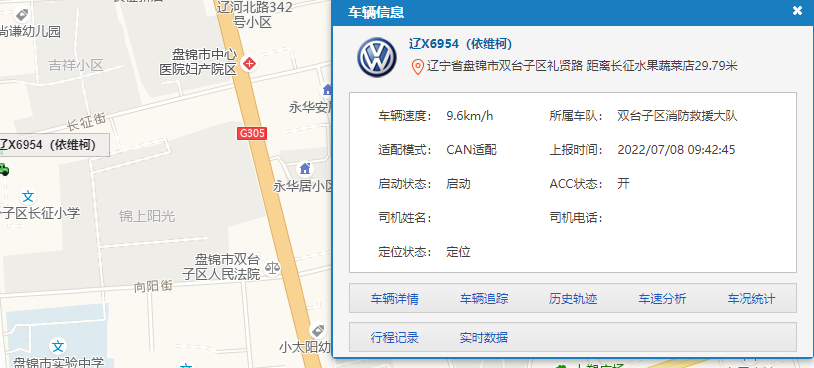 尚谦幼儿园
吉祥小区
辽河北路342
号小区
盘锦市中心
医院妇产院区
永华安
长征街
G305
辽X6954（依维柯）
永华居小区
子区长征小学
锦上阳光
盘锦市双台
子区人民法院
向阳街
小太阳幼
盘锦市实验中学
车辆信息
辽X6954（依维柯）
辽宁省盘锦市双台子区礼贤路 距离长征水果蔬菜店29.79米
车辆速度： 9.6km/h 所属车队： 双台子区消防救援大队
适配模式： CAN适配 上报时间： 2022/07/08 09:42:45
启动状态： 启动 ACC状态： 开
司机姓名： 司机电话：
定位状态： 定位
车辆详情 车辆追踪 历史轨迹 车速分析 车况统计
行程记录 实时数据